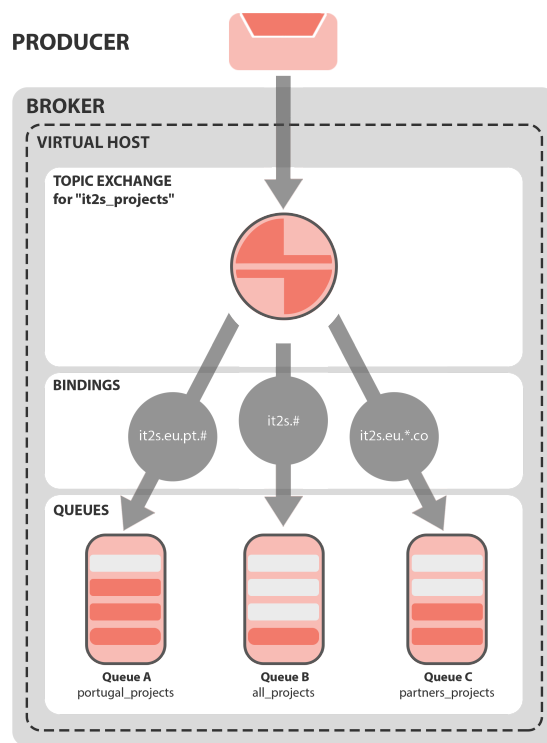 PRODUCER
BROKER
VIRTUAL HOST
TOPIC EXCHANGE
for "it2s_projects"
BINDINGS
it2s.eu.pt.#
it2s.#
it2s.eu.*.co
QUEUES
Queue A
portugal_projects
Queue B
all_projects
Queue C
partners_projects